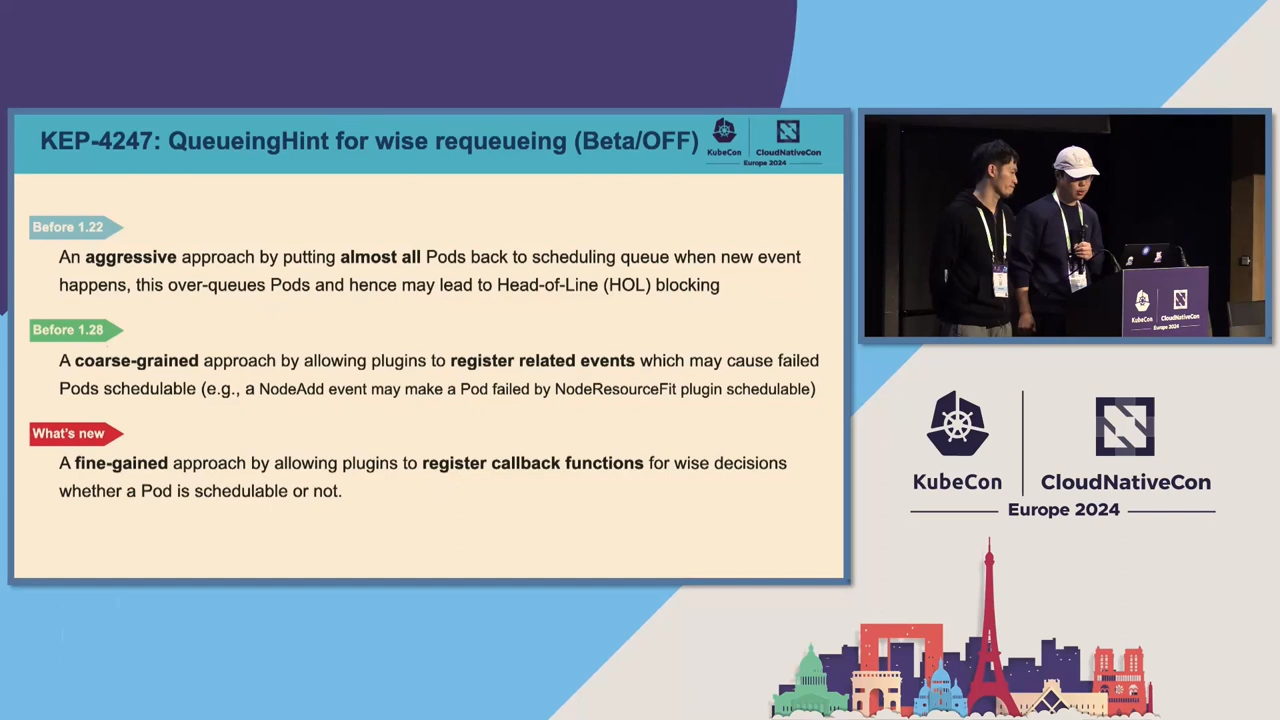 KEP-4247: QueueingHint for wise requeueing (Beta/OFF)
KubeCon
CloudNativeCon
Europe 2024
Before 1.22
An aggressive approach by putting almost all Pods back to scheduling queue when new event
happens, this over-queues Pods and hence may lead to Head-of-Line (HOL) blocking
Before 1.28
A coarse-grained approach by allowing plugins to register related events which may cause failed
Pods schedulable (e.g., a NodeAdd event may make a Pod failed by NodeResourceFit plugin schedulable)
What's new
A fine-gained approach by allowing plugins to register callback functions for wise decisions
whether a Pod is schedulable or not.
KubeCon
CloudNativeCon
Europe 2024
KubeCon
CloudNativeCon
Europe 2024